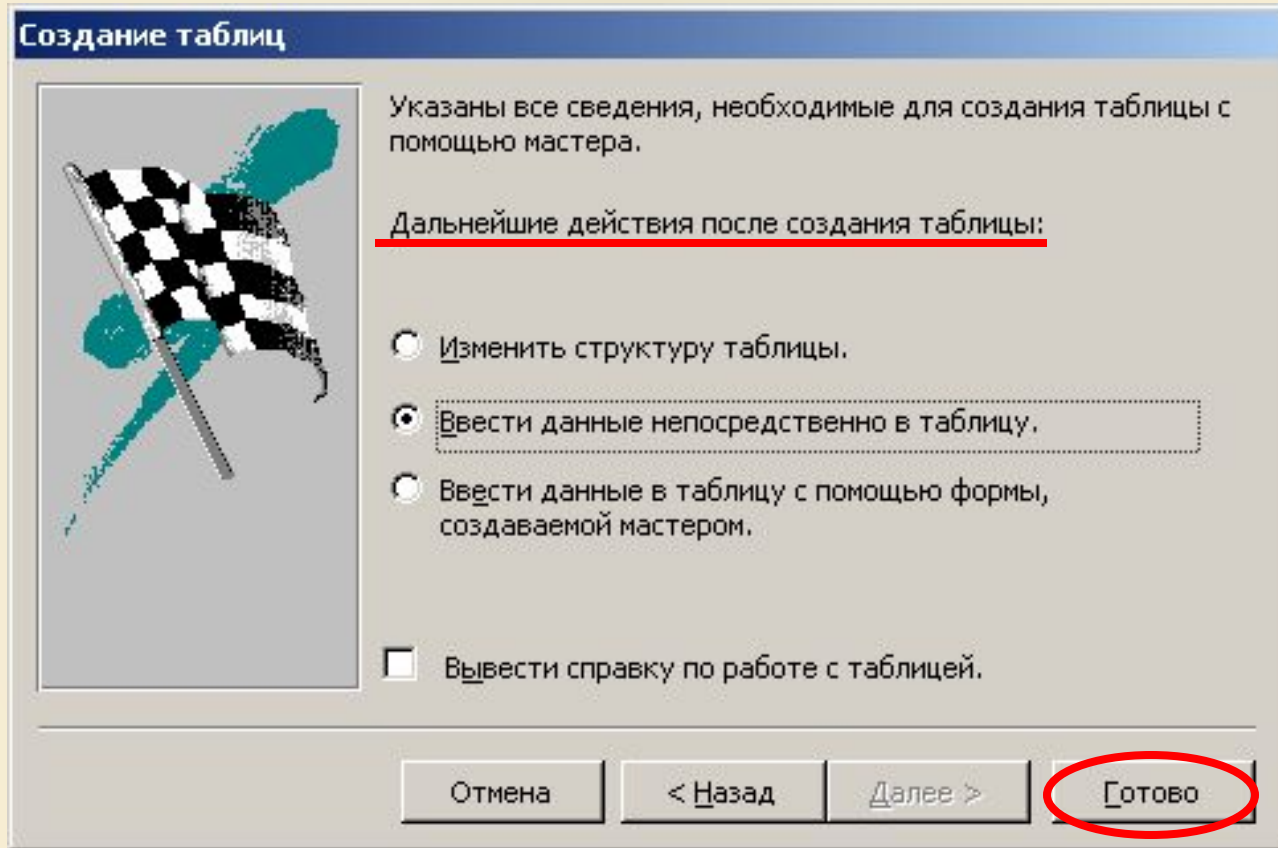 Создание таблиц
Указаны все сведения, необходимые для создания таблицы с
помощью мастера.
Дальнейшие действия после создания таблицы:
Изменить структуру таблицы.
Ввести данные непосредственно в таблицу.
Ввести данные в таблицу с помощью формы,
создаваемой мастером.
Вывести справку по работе с таблицей.
Отмена
< Назад
Далее >
Готово